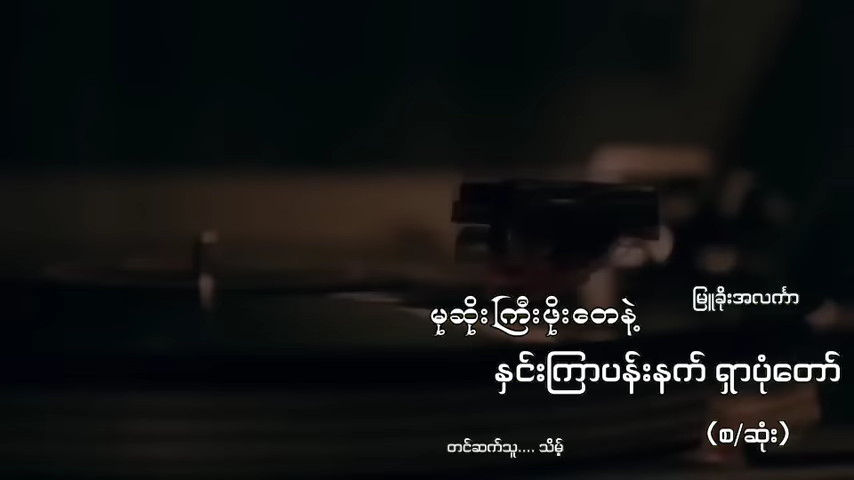 မြူခိုးအလင်္ကာ
မုဆိုးကြီးဖိုးတေနဲ့
နှင်းကြာပန်းနက် ရှာပုံတော်
(စ/ဆုံး)
တင်ဆက်သူ.... သိမ့်